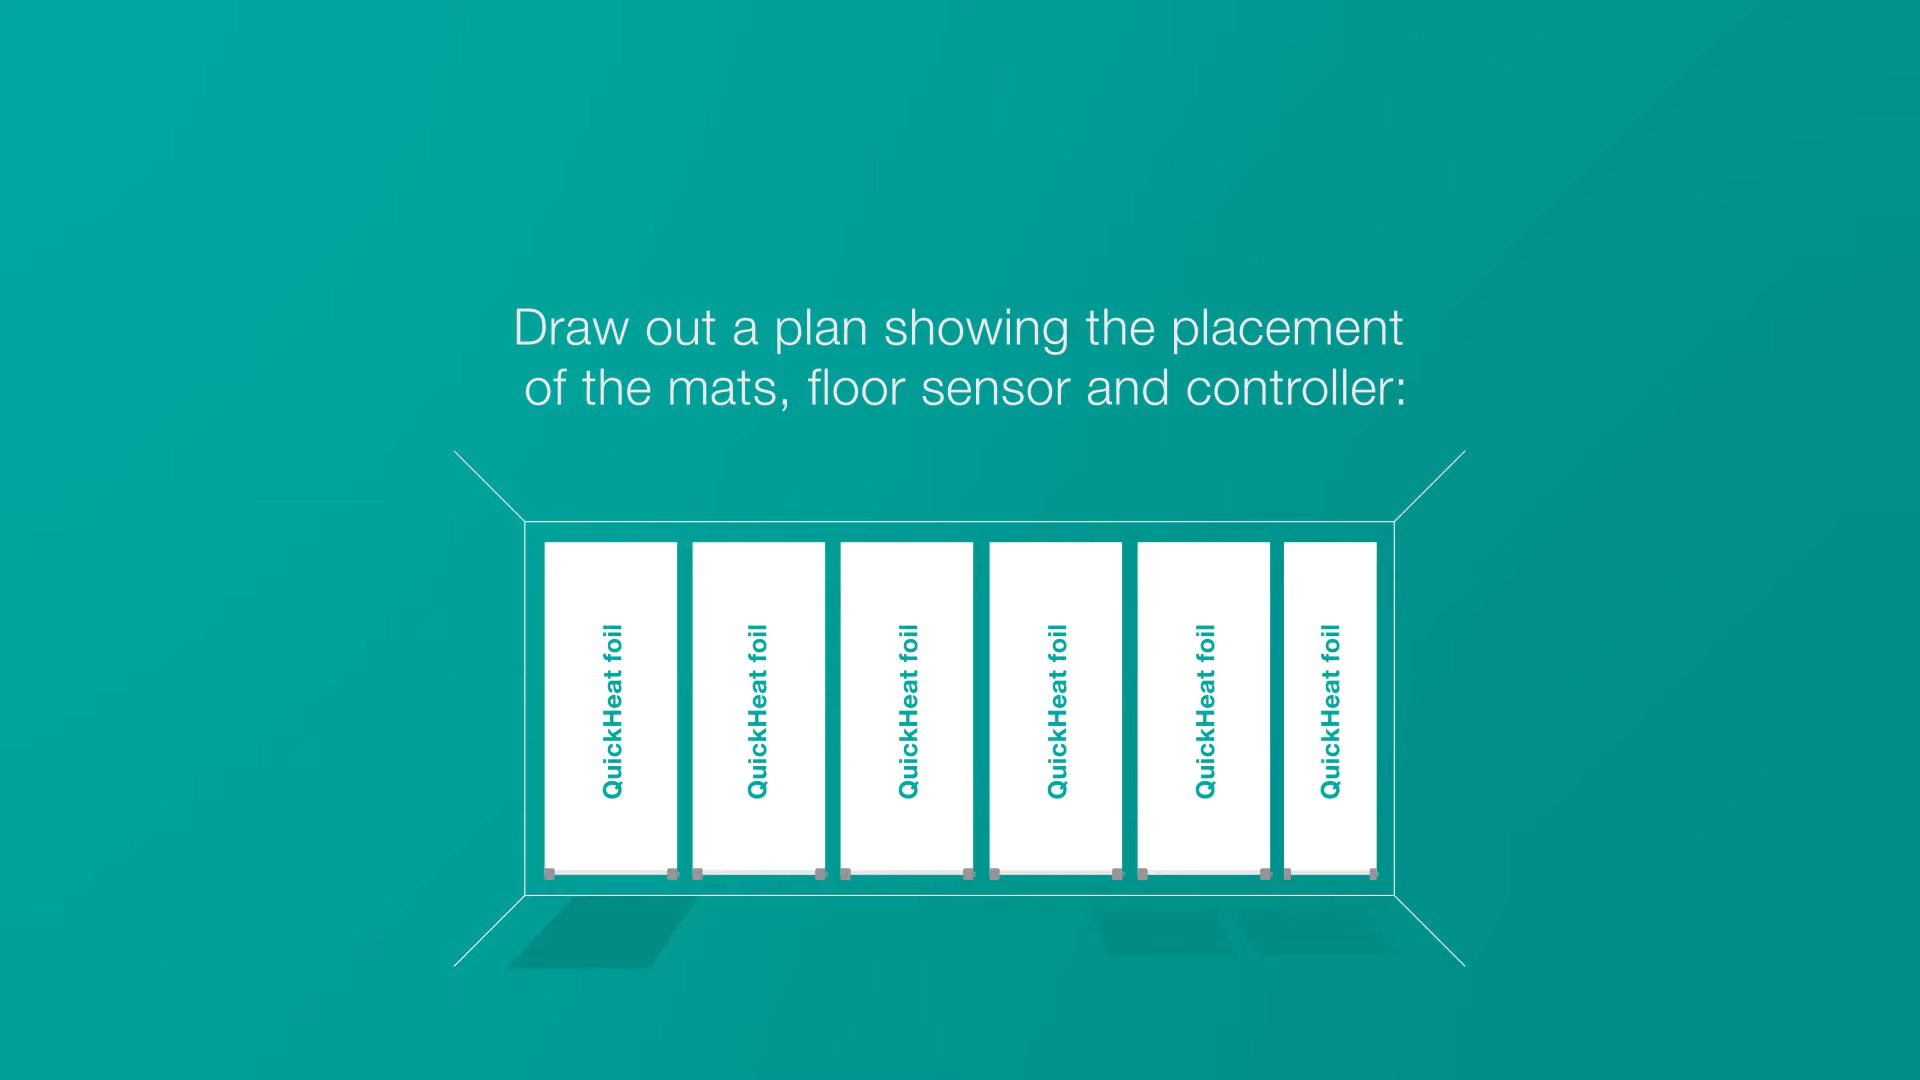 Draw out a plan showing the placement
of the mats, floor sensor and controller:
QuickHeat foil
QuickHeat foil
QuickHeat foil
QuickHeat foil
QuickHeat foil
QuickHeat foil